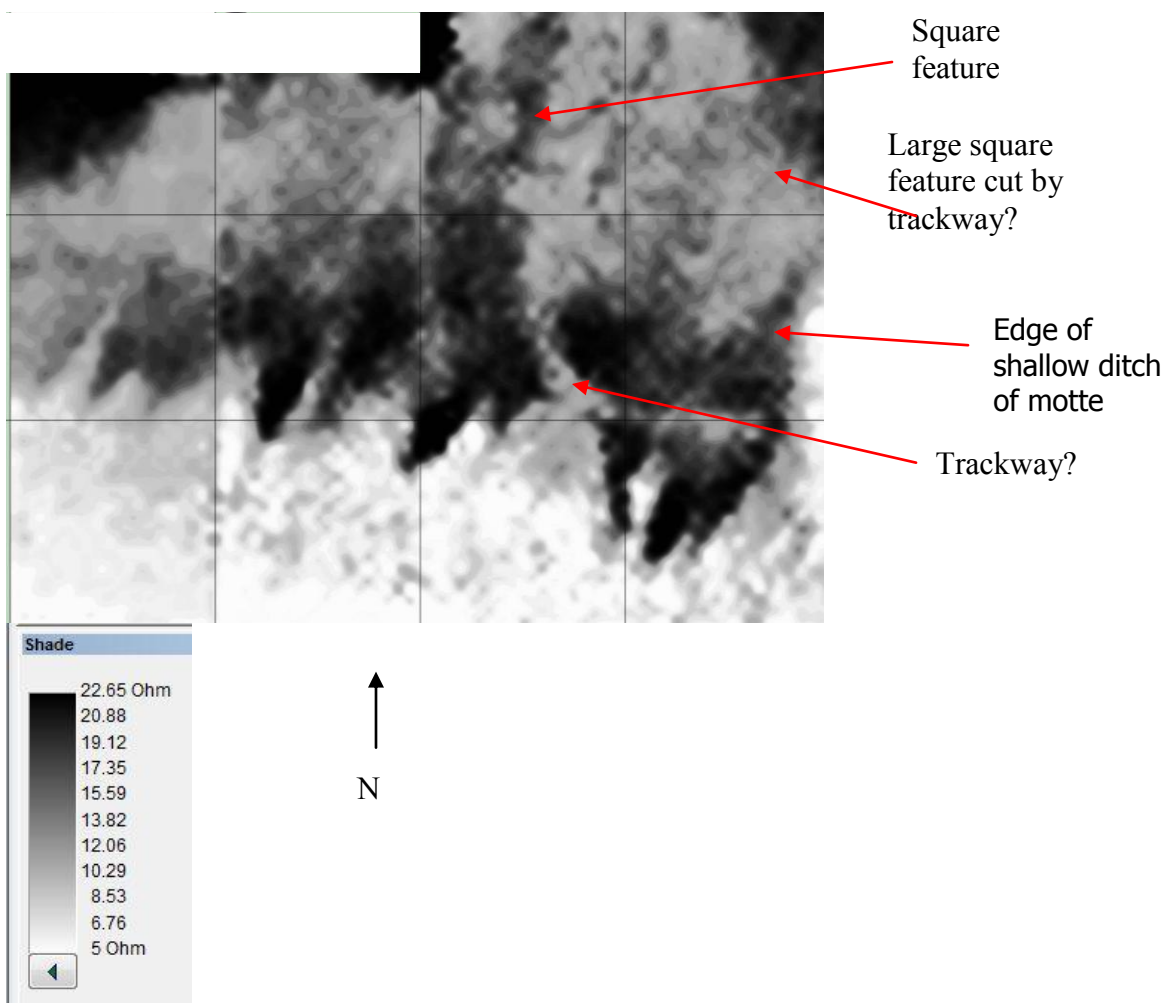 Square
feature
Large square
feature cut by
trackway?
Edge of
shallow ditch
of motte
Trackway?
Shade
22.65 Ohm
20.88
19.12
17.35
15.59
13.82
12.06
10.29
8.53
6.76
5 Ohm
N